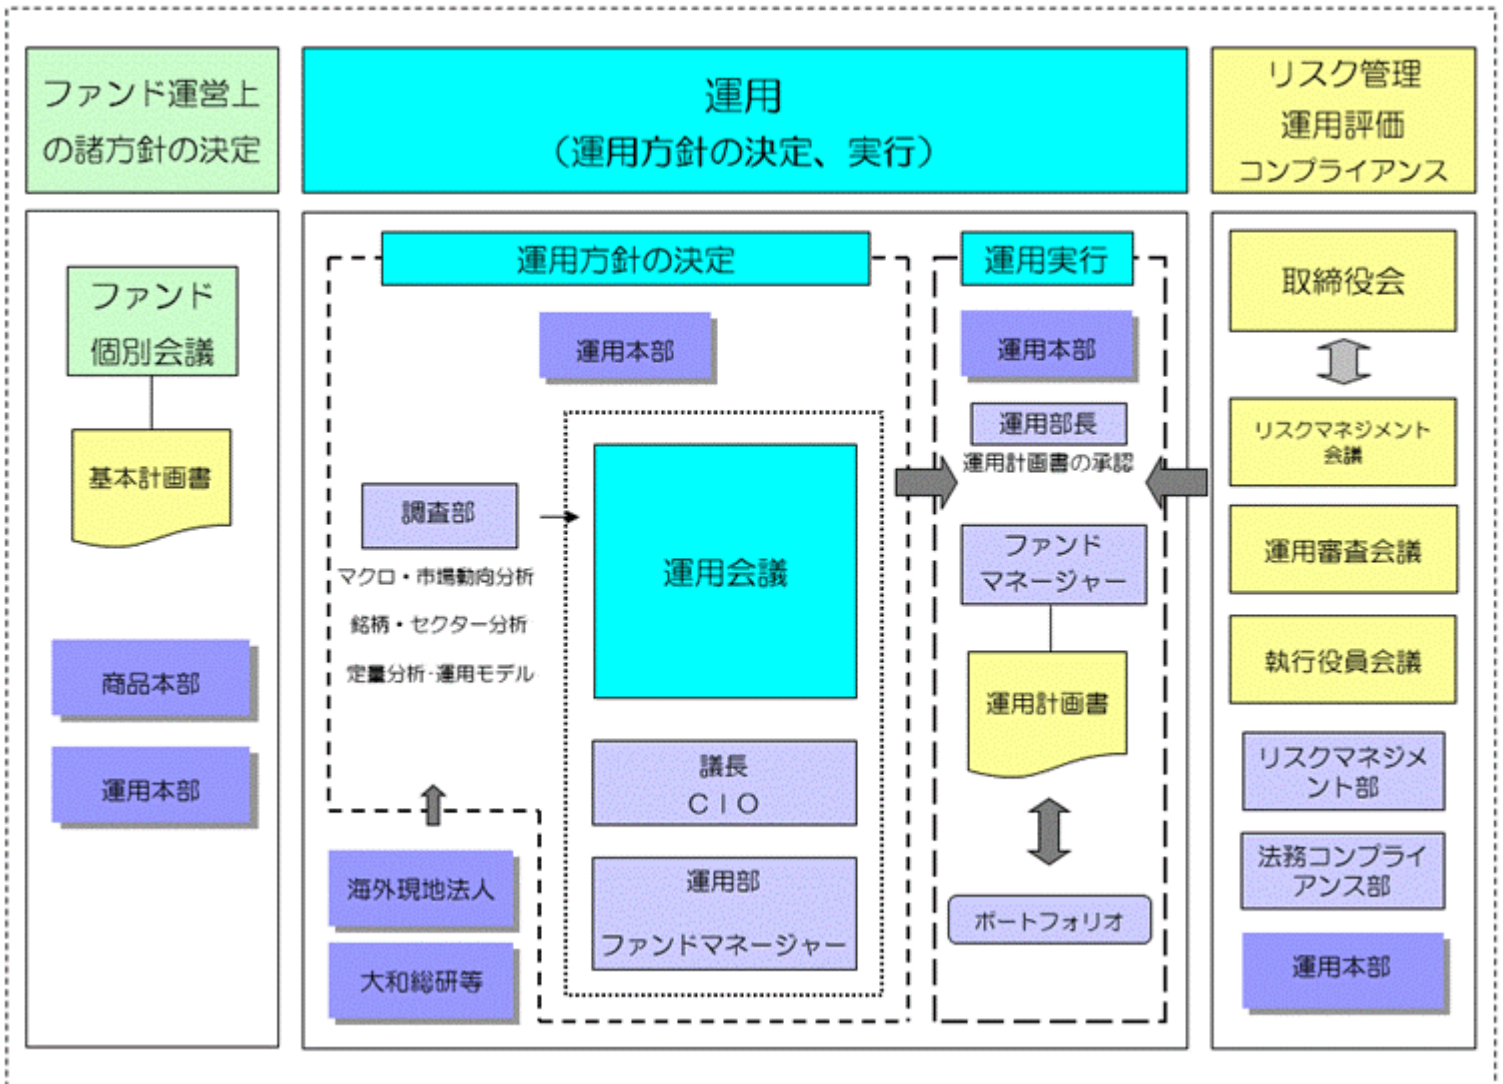 ファンド運営上
の諸方針の決定
運用
（運用方針の決定、実行）
リスク管理
運用評価
コンプライアンス
ファンド
個別会議
基本計画書
商品本部
運用本部
運用方針の決定
運用本部
調査部
マクロ・市場動向分析
銘柄・セクター分析
定量分析・運用モデル
運用会議
議長
ＣＩＯ
運用部
ファンドマネージャー
海外現地法人
大和総研等
運用実行
運用本部
運用部長
運用計画書の承認
ファンド
マネージャー
運用計画書
ポートフォリオ
取締役会
リスクマネジメント
会議
運用審査会議
執行役員会議
リスクマネジメ
ント部
法務コンプライ
アンス部
運用本部